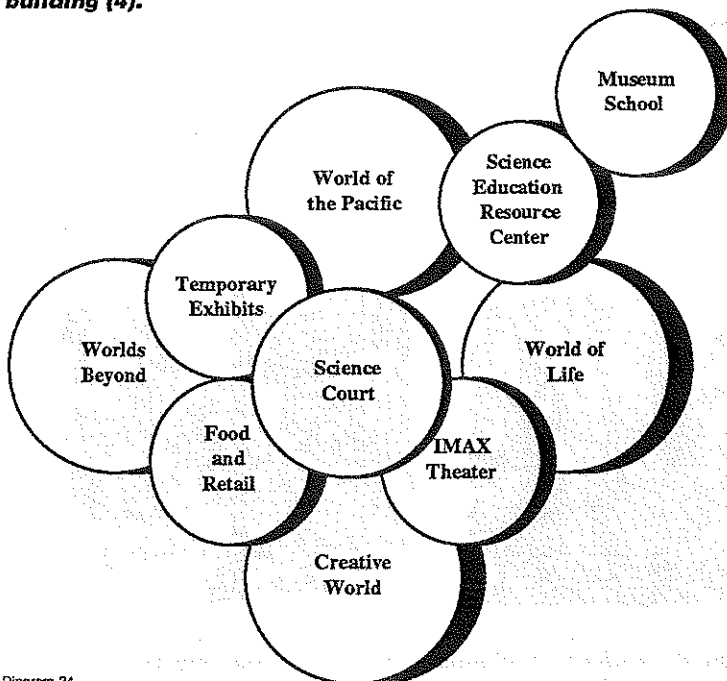 building (4).
Museum
School
World of
the Pacific
Science
Education
Resource
Center
Temporary
Exhibits
Worlds
Beyond
Science
Court
World of
Life
Food
and
Retail
IMAX
Theater
Creative
World
Diagram 24